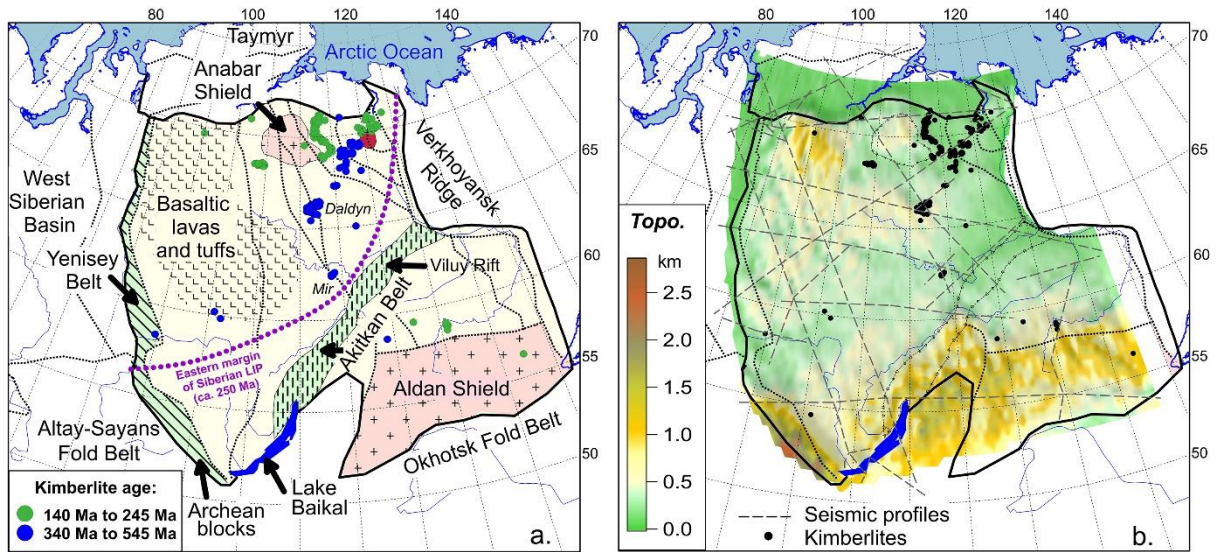 80
100
110
120
130
140
70
65
60
55
50
Taymyr
Arctic Ocean
Anabar
Shield
Verkhoyansk
Ridge
West
Siberian
Basin
Basaltic
lavas
and tuffs
Daldyn
Yenisey
Belt
Viluy Rift
Mir
Akitkan Belt
Eastern margin
of Siberian LIP
(ca. 250 Ma)
Aldan Shield
Altay-Sayans
Fold Belt
Okhotsk Fold Belt
Archean
blocks
Lake
Baikal
Kimberlite age:
140 Ma to 245 Ma
340 Ma to 545 Ma
a.
80
90
100
110
120
140
70
65
60
55
50
Topo.
km
2.5
2.0
1.5
1.0
0.5
0.0
Seismic profiles
Kimberlites
b.